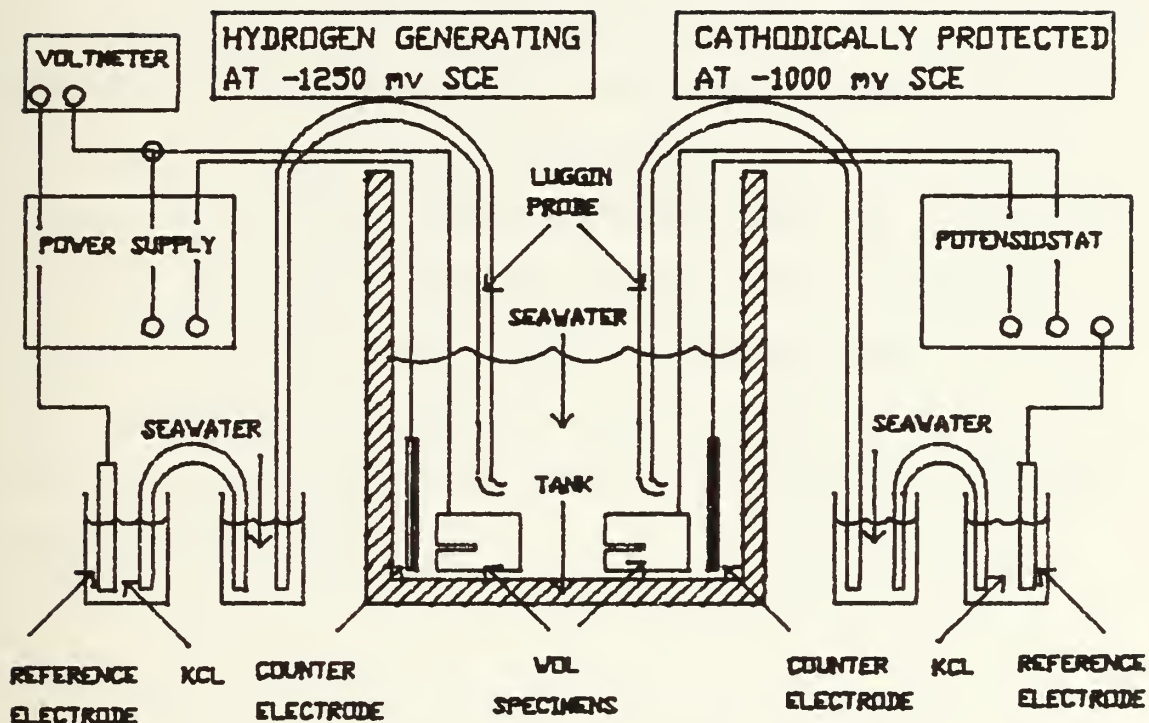 HYDROGEN GENERATING
AT -1250 mv SCE
CATHODICALLY PROTECTED
AT -1000 mv SCE
VOLTMETER
LUGGIN
PROBE
POWER SUPPLY
POTENSIOSTAT
SEAWATER
SEAWATER
SEAWATER
TANK
REFERENCE
ELECTRODE
KCL
COUNTER
ELECTRODE
WOL
SPECIMENS
COUNTER
ELECTRODE
KCL
REFERENCE
ELECTRODE